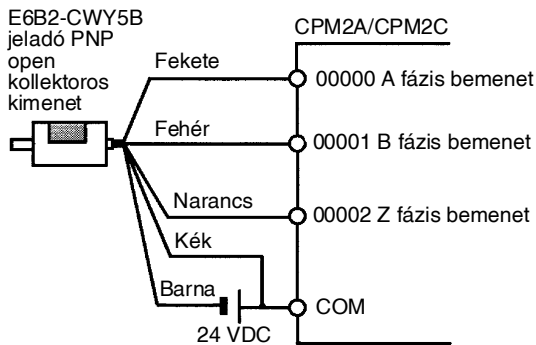 E6B2-CWY5B
jeladó PNP
open
kollektoros
kimenet
CPM2A/CPM2C
Fekete
00000 A fázis bemenet
Fehér
00001 B fázis bemenet
Narancs
00002 Z fázis bemenet
Kék
Barna
COM
24 VDC